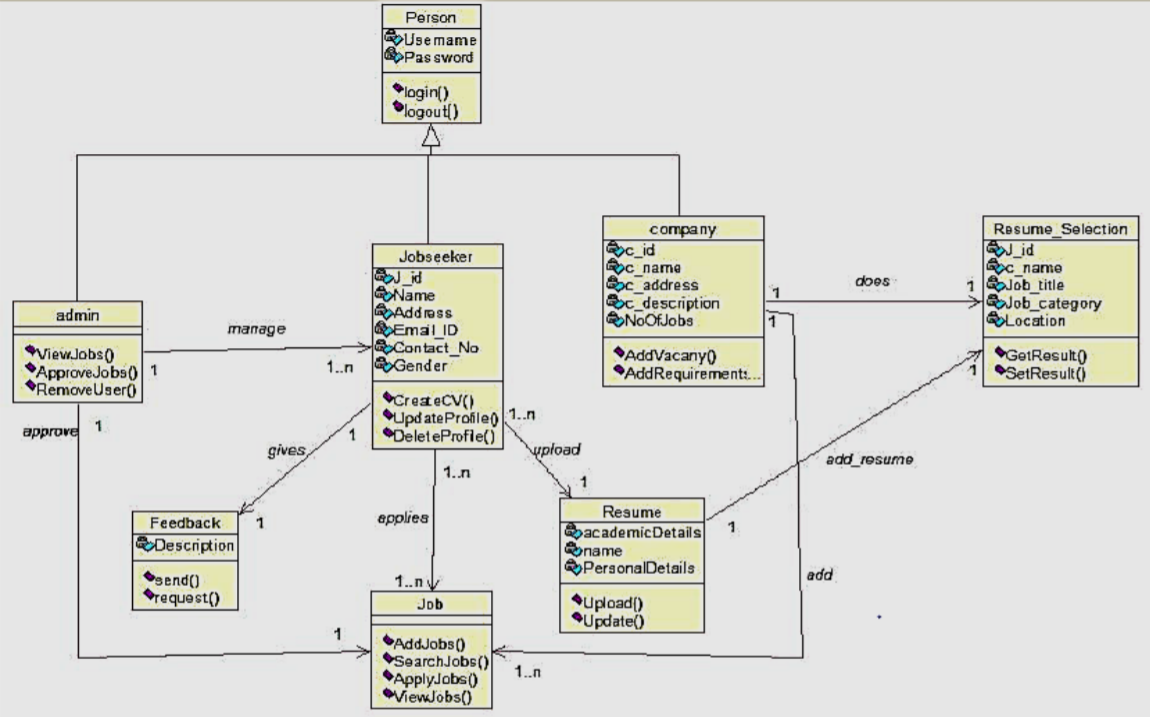 Person
Username
Password
login()
logout()
company
c_id
c_name
c_address
c_description
NoOfJobs
AddVacany()
AddRequirements...
Resume_Selection
J_id
c_name
Job_title
Job_category
Location
GetResult()
SetResult()
does
1
1
1
1
Jobseeker
J_id
Name
Address
Email_ID
Contact_No
Gender
CreateCV()
UpdateProfile()
DeleteProfile()
admin
ViewJobs()
ApproveJobs()
RemoveUser()
manage
1
1..n
approve
1
gives
1
1
1..n
upload
1
applies
1..n
1..n
add_resume
1
add
Feedback
Description
send()
request()
Resume
academicDetails
name
PersonalDetails
Upload()
Update()
Job
AddJobs()
SearchJobs()
ApplyJobs()
ViewJobs()
1
1..n